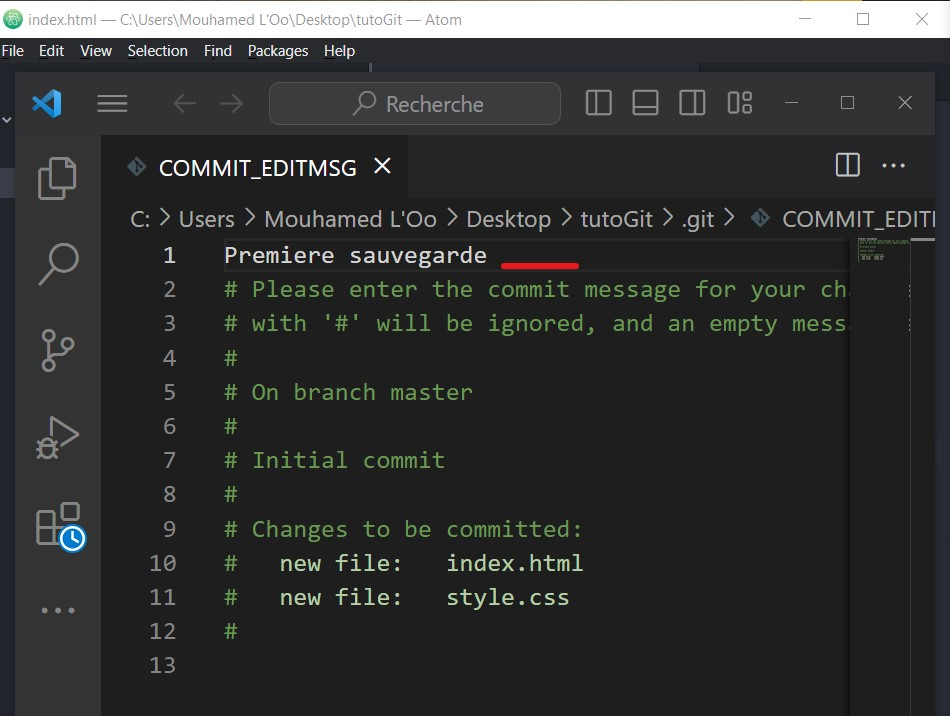 index.html — C:\Users\Mouhamed L'Oo\Desktop\tutoGit — Atom
File Edit View Selection Find Packages Help
Recherche
COMMIT_EDITMSG
C: > Users > Mouhamed L'Oo > Desktop > tutoGit > .git > COMMIT_EDITI
1 Premiere sauvegarde
2 # Please enter the commit message for your cha
3 # with '#' will be ignored, and an empty messa
4 #
5 # On branch master
6 #
7 # Initial commit
8 #
9 # Changes to be committed:
10 # new file: index.html
11 # new file: style.css
12 #
13